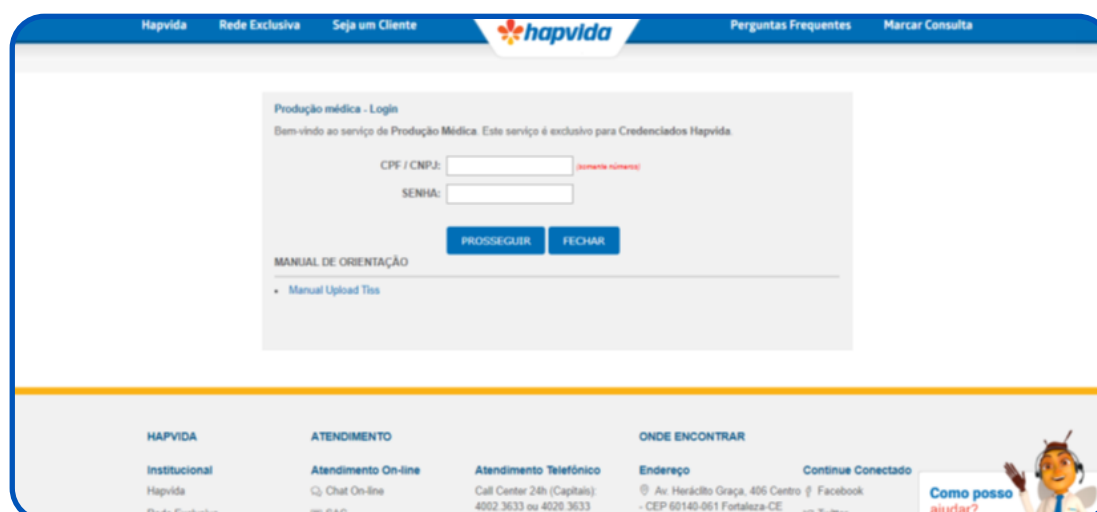 Hapvida Rede Exclusiva Seja um Cliente hapvida Perguntas Frequentes Marcar Consulta
Produção médica - Login
Bem-vindo ao serviço de Produção Médica. Este serviço é exclusivo para Credenciados Hapvida.
CPF / CNPJ: (somente números)
SENHA:
PROSSEGUIR FECHAR
MANUAL DE ORIENTAÇÃO
Manual Upload Tiss
HAPVIDA ATENDIMENTO ONDE ENCONTRAR
Institucional Atendimento On-line Atendimento Telefônico Endereço Continue Conectado
Hapvida Chat On-line Call Center 24h (Capitais): Av. Heráclito Graça, 406 Centro Facebook
4002.3633 ou 4020.3633 - CEP 60140-061 Fortaleza-CE
Como posso
ajudar?